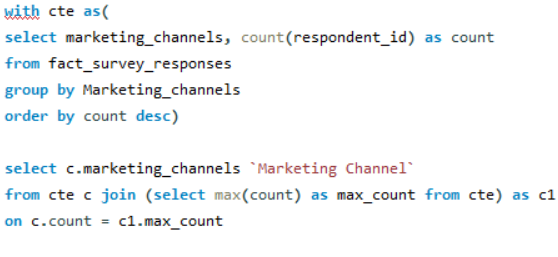 with cte as(
select marketing_channels, count(respondent_id) as count
from fact_survey_responses
group by Marketing_channels
order by count desc)
select c.marketing_channels `Marketing Channel`
from cte c join (select max(count) as max_count from cte) as c1
on c.count = c1.max_count